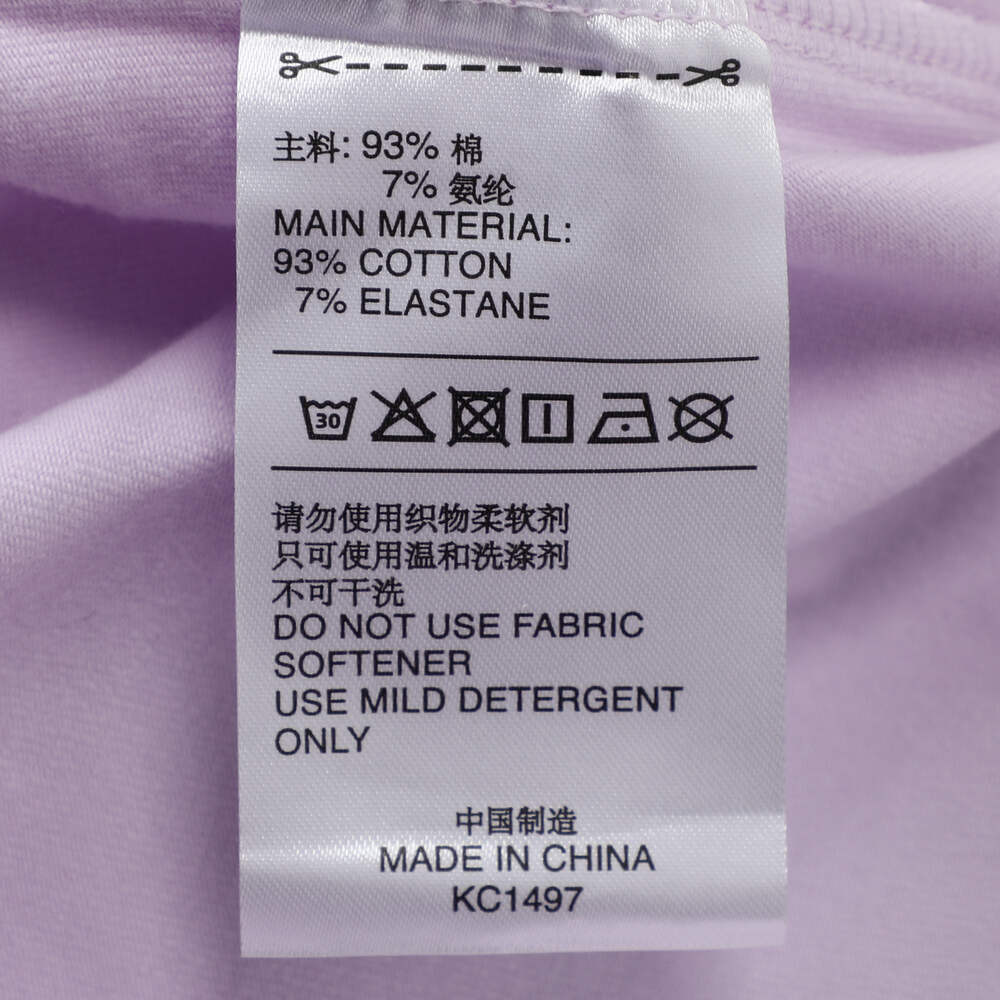 主料: 93% 棉
7% 氨纶
MAIN MATERIAL:
93% COTTON
7% ELASTANE
30
请勿使用织物柔软剂
只可使用温和洗涤剂
不可干洗
DO NOT USE FABRIC
SOFTENER
USE MILD DETERGENT
ONLY
中国制造
MADE IN CHINA
KC1497